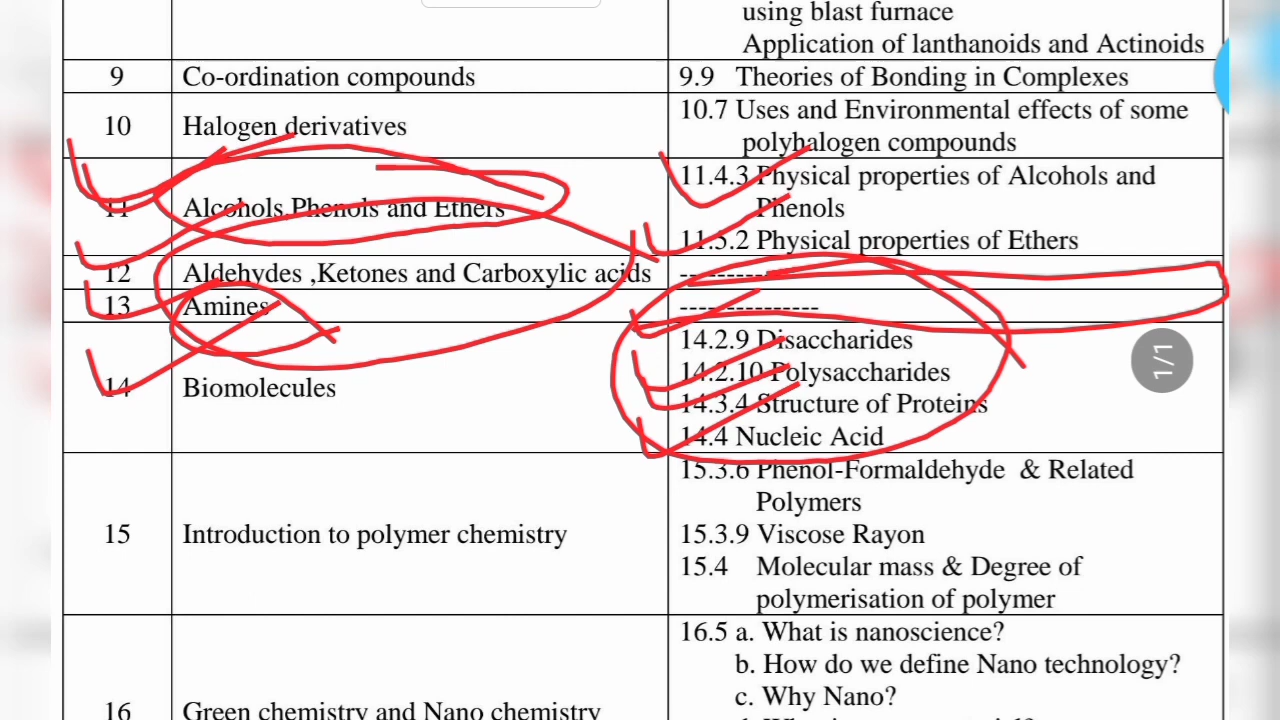 using blast furnace
Application of lanthanoids and Actinoids
9 Co-ordination compounds 9.9 Theories of Bonding in Complexes
10 Halogen derivatives 10.7 Uses and Environmental effects of some
polyhalogen compounds
11 Alcohols,Phenols and Ethers 11.4.3 Physical properties of Alcohols and
Phenols
11.5.2 Physical properties of Ethers
12 Aldehydes ,Ketones and Carboxylic acids
13 Amines ----------------
14 Biomolecules 14.2.9 Disaccharides
14.2.10 Polysaccharides
14.3.4 Structure of Proteins
14.4 Nucleic Acid
15 Introduction to polymer chemistry 15.3.6 Phenol-Formaldehyde & Related
Polymers
15.3.9 Viscose Rayon
15.4 Molecular mass & Degree of
polymerisation of polymer
16 Green chemistry and Nano chemistry 16.5 a. What is nanoscience?
b. How do we define Nano technology?
c. Why Nano?
1/1